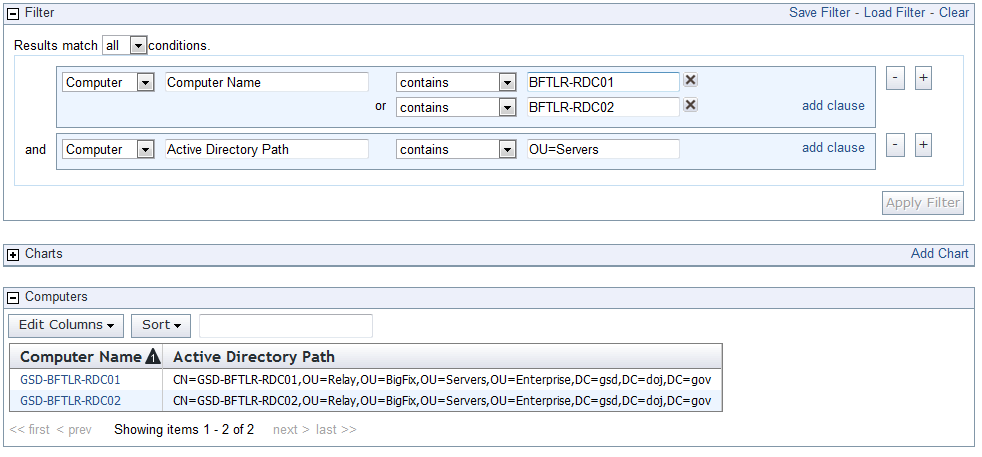 Filter Save Filter - Load Filter - Clear
Results match all conditions.
Computer Computer Name contains BFTLR-RDC01 - +
or contains BFTLR-RDC02 add clause
and Computer Active Directory Path contains OU=Servers add clause - +
Apply Filter
Charts Add Chart
Computers
Edit Columns Sort
Computer Name 1 Active Directory Path
GSD-BFTLR-RDC01 CN=GSD-BFTLR-RDC01,OU=Relay,OU=BigFix,OU=Servers,OU=Enterprise,DC=gsd,DC=doj,DC=gov
GSD-BFTLR-RDC02 CN=GSD-BFTLR-RDC02,OU=Relay,OU=BigFix,OU=Servers,OU=Enterprise,DC=gsd,DC=doj,DC=gov
<< first < prev Showing items 1 - 2 of 2 next > last >>